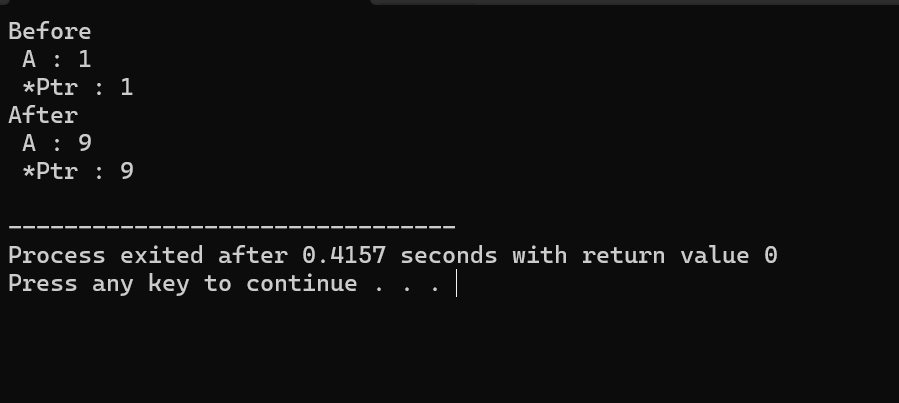 Before
 A : 1
 *Ptr : 1
After
 A : 9
 *Ptr : 9

--------------------------------
Process exited after 0.4157 seconds with return value 0
Press any key to continue . . .